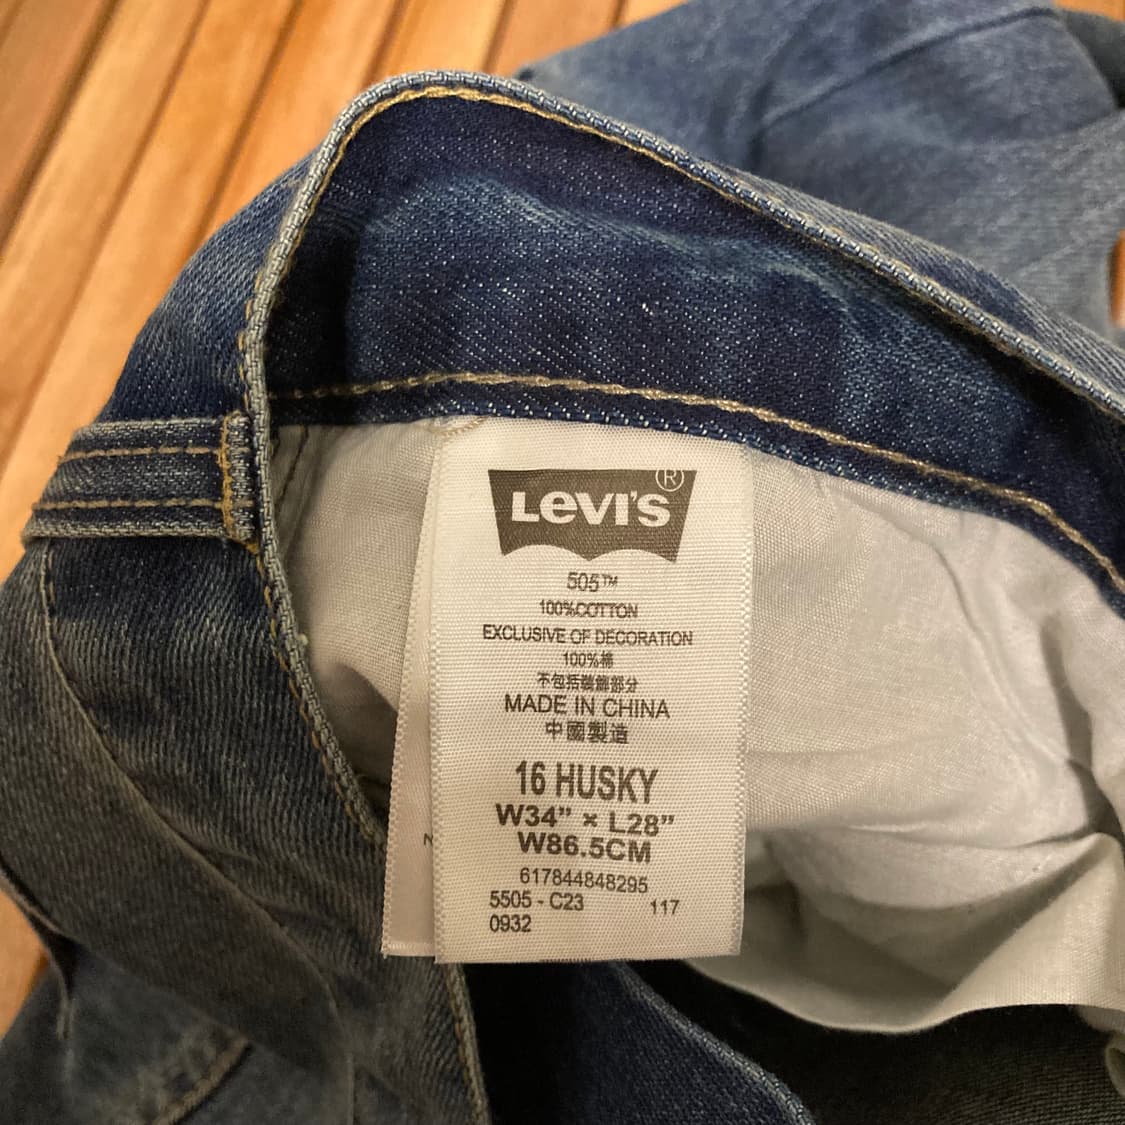 Levi's®
505™
100%COTTON
EXCLUSIVE OF DECORATION
100%棉
不包括裝飾部分
MADE IN CHINA
中國製造
16 HUSKY
W34" × L28"
W86.5CM
617844848295
5505 - C23 117
0932
N